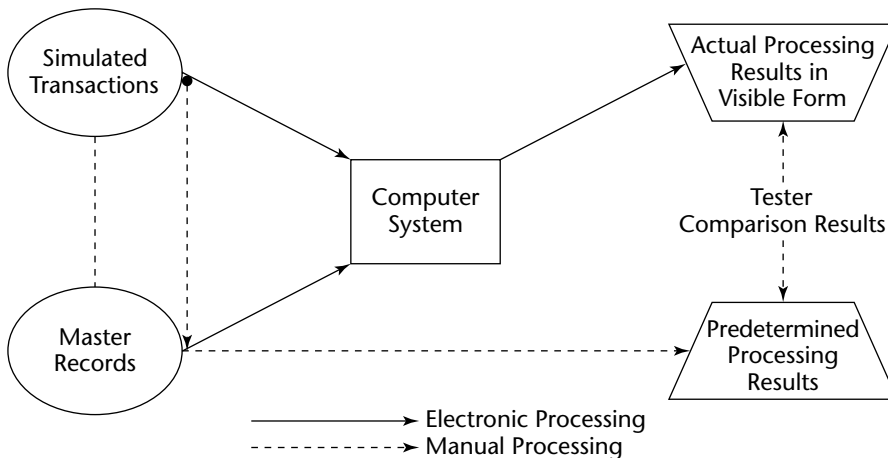 Simulated
Transactions
Actual Processing
Results in
Visible Form
Computer
System
Tester
Comparison Results
Master
Records
Predetermined
Processing
Results
Electronic Processing
Manual Processing